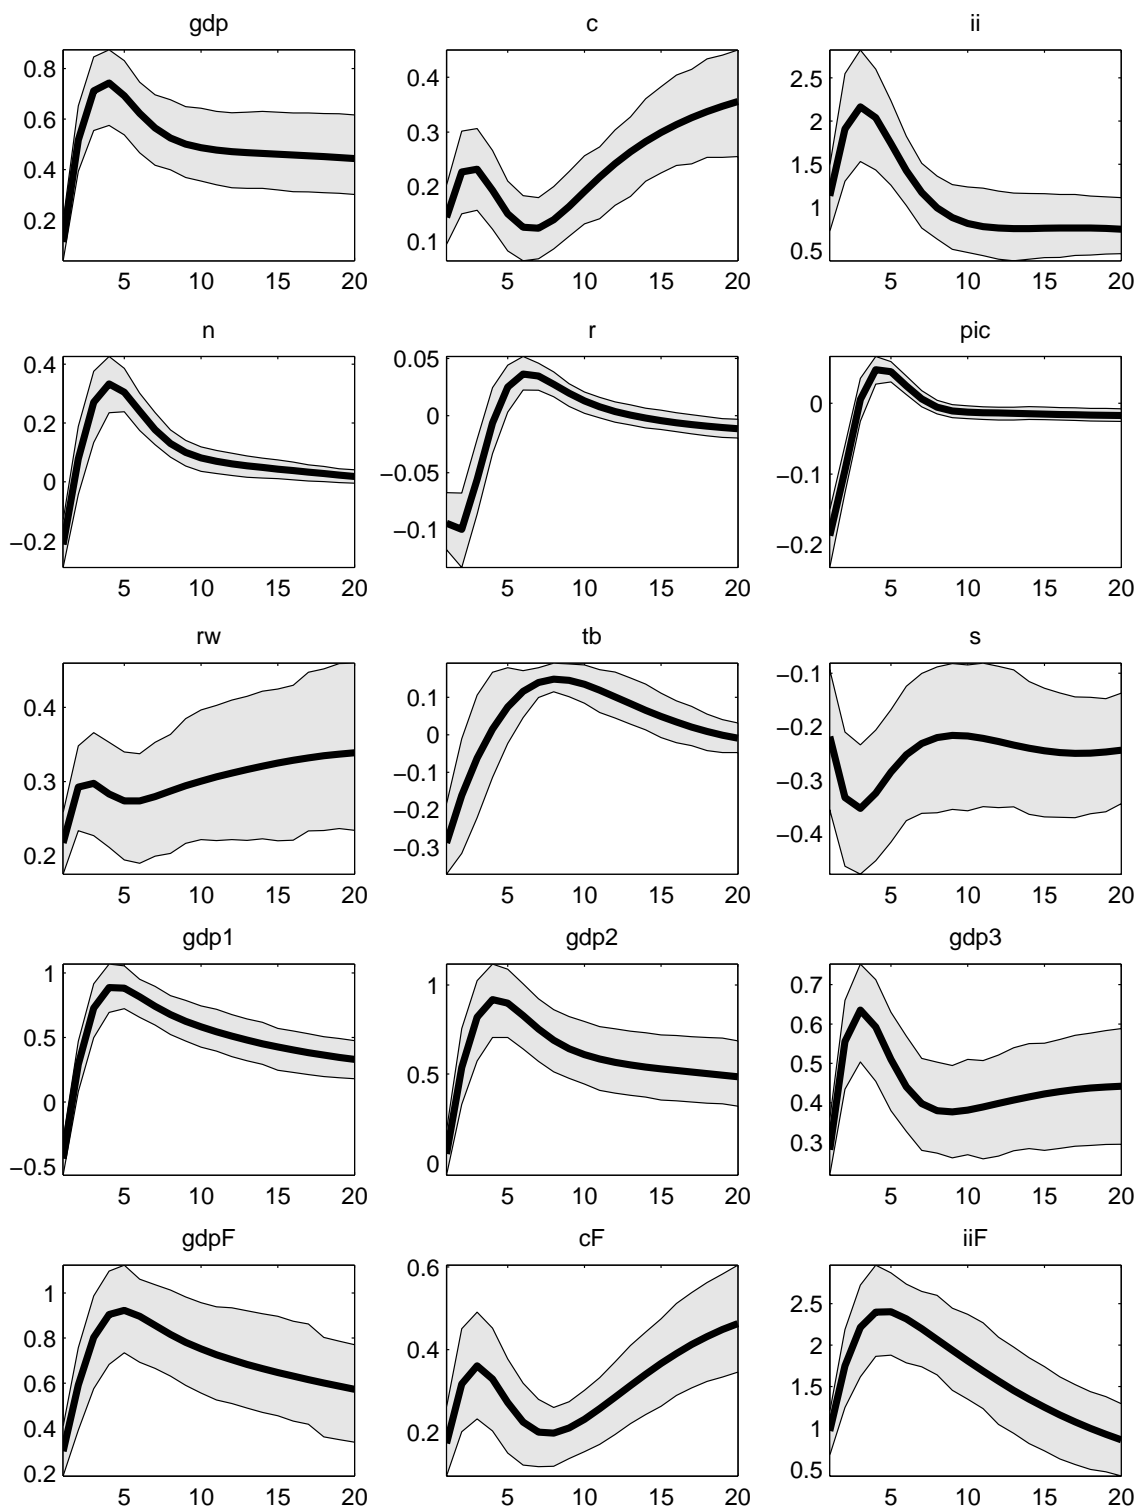 gdp c ii
0.8 0.4 2.5
0.6 0.3 2
0.4 0.2 1.5
0.2 0.1 1
0.5
5 10 15 20 5 10 15 20 5 10 15 20
n r pic
0.4 0.05 0
0.2 0 −0.1
0 −0.05 −0.2
−0.2 −0.1
5 10 15 20 5 10 15 20 5 10 15 20
rw tb s
0.4 0.1 −0.1
0.3 0 −0.2
0.2 −0.1 −0.3
−0.2 −0.4
−0.3
5 10 15 20 5 10 15 20 5 10 15 20
gdp1 gdp2 gdp3
1 1 0.7
0.5 0.5 0.6
0 0 0.5
−0.5 0.4
0.3
5 10 15 20 5 10 15 20 5 10 15 20
gdpF cF iiF
1 0.6 2.5
0.8 0.4 2
0.6 0.2 1.5
0.4 1
0.2 0.5
5 10 15 20 5 10 15 20 5 10 15 20